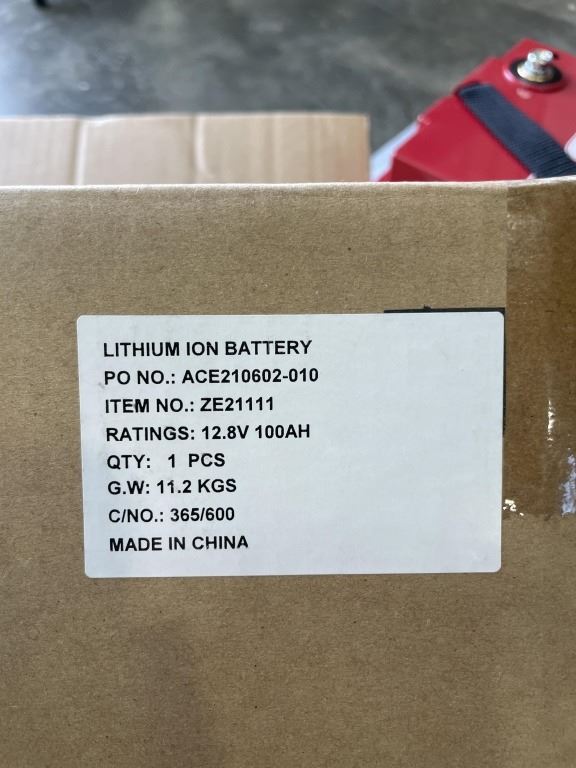 LITHIUM ION BATTERY
PO NO.: ACE210602-010
ITEM NO.: ZE21111
RATINGS: 12.8V 100AH
QTY: 1 PCS
G.W: 11.2 KGS
C/NO.: 365/600
MADE IN CHINA